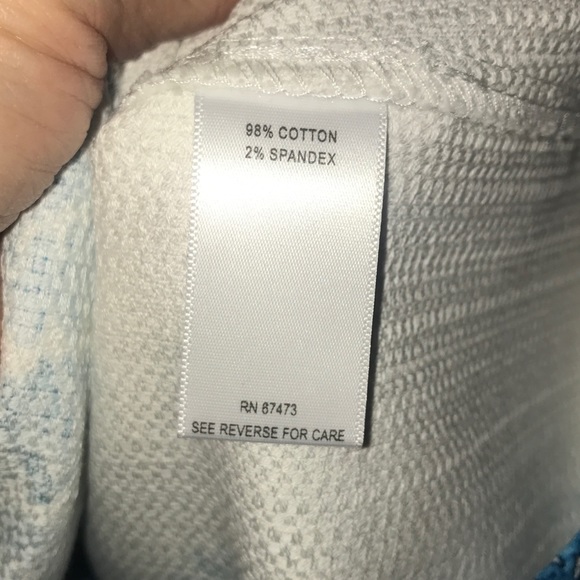 98% COTTON
2% SPANDEX
RN 67473
SEE REVERSE FOR CARE